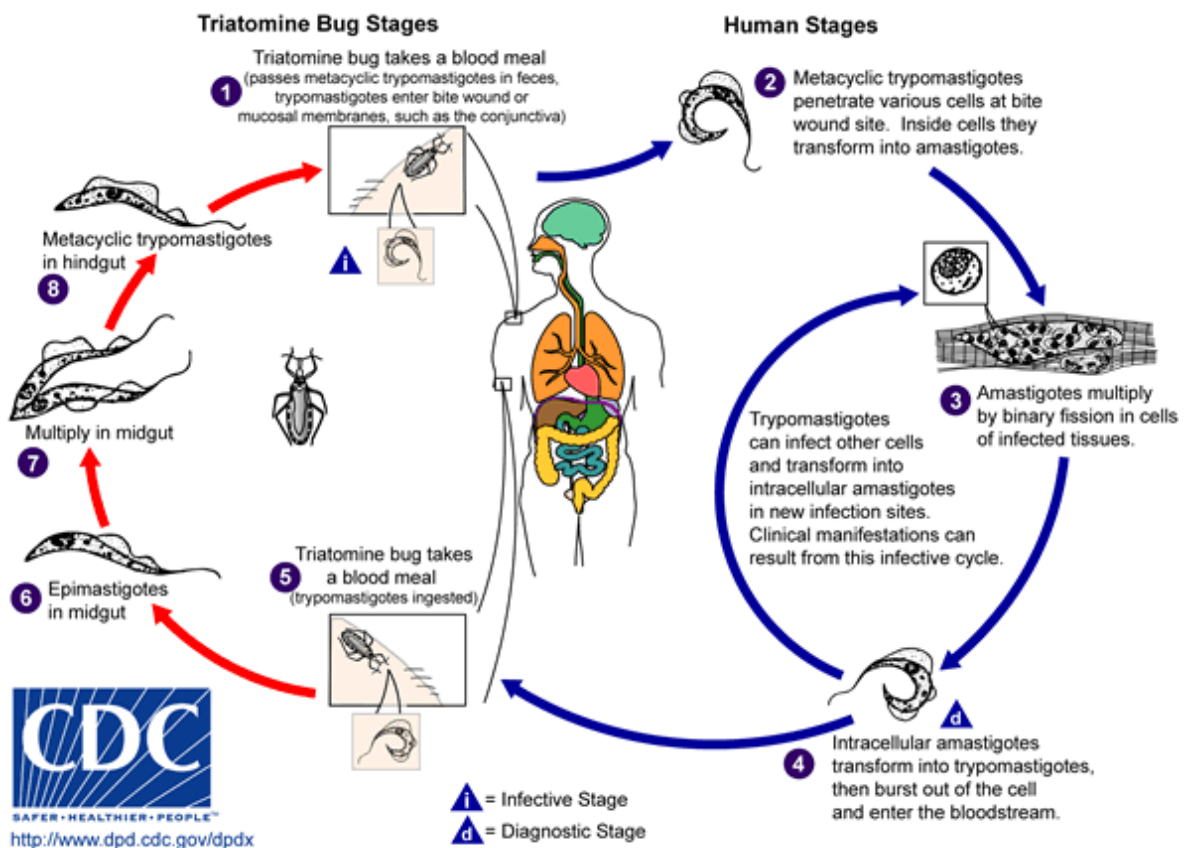 Triatomine Bug Stages
Human Stages
Triatomine bug takes a blood meal
(passes metacyclic trypomastigotes in feces,
trypomastigotes enter bite wound or
mucosal membranes, such as the conjunctiva)
1
i
2
Metacyclic trypomastigotes
penetrate various cells at bite
wound site. Inside cells they
transform into amastigotes.
3
Amastigotes multiply
by binary fission in cells
of infected tissues.
Trypomastigotes
can infect other cells
and transform into
intracellular amastigotes
in new infection sites.
Clinical manifestations can
result from this infective cycle.
d
4
Intracellular amastigotes
transform into trypomastigotes,
then burst out of the cell
and enter the bloodstream.
5
Triatomine bug takes
a blood meal
(trypomastigotes ingested)
6
Epimastigotes
in midgut
Multiply in midgut
7
Metacyclic trypomastigotes
in hindgut
8
i = Infective Stage
d = Diagnostic Stage
CDC
SAFER•HEALTHIER•PEOPLE™
http://www.dpd.cdc.gov/dpdx